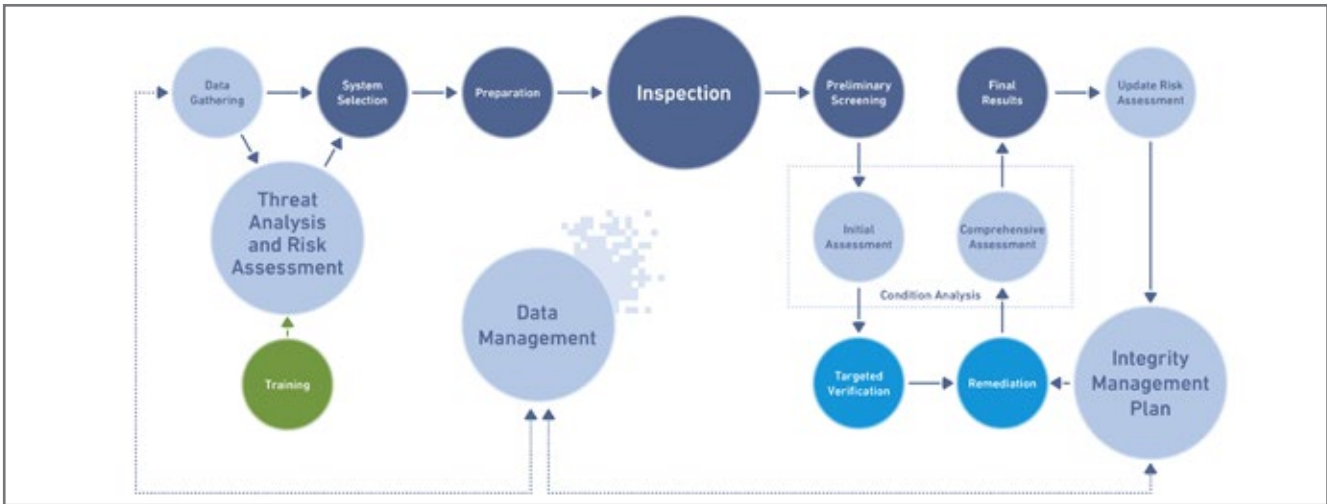 Data
Gathering
System
Selection
Preparation
Inspection
Preliminary
Screening
Final
Results
Update Risk
Assessment
Threat
Analysis
and Risk
Assessment
Initial
Assessment
Comprehensive
Assessment
Condition Analysis
Data
Management
Training
Targeted
Verification
Remediation
Integrity
Management
Plan